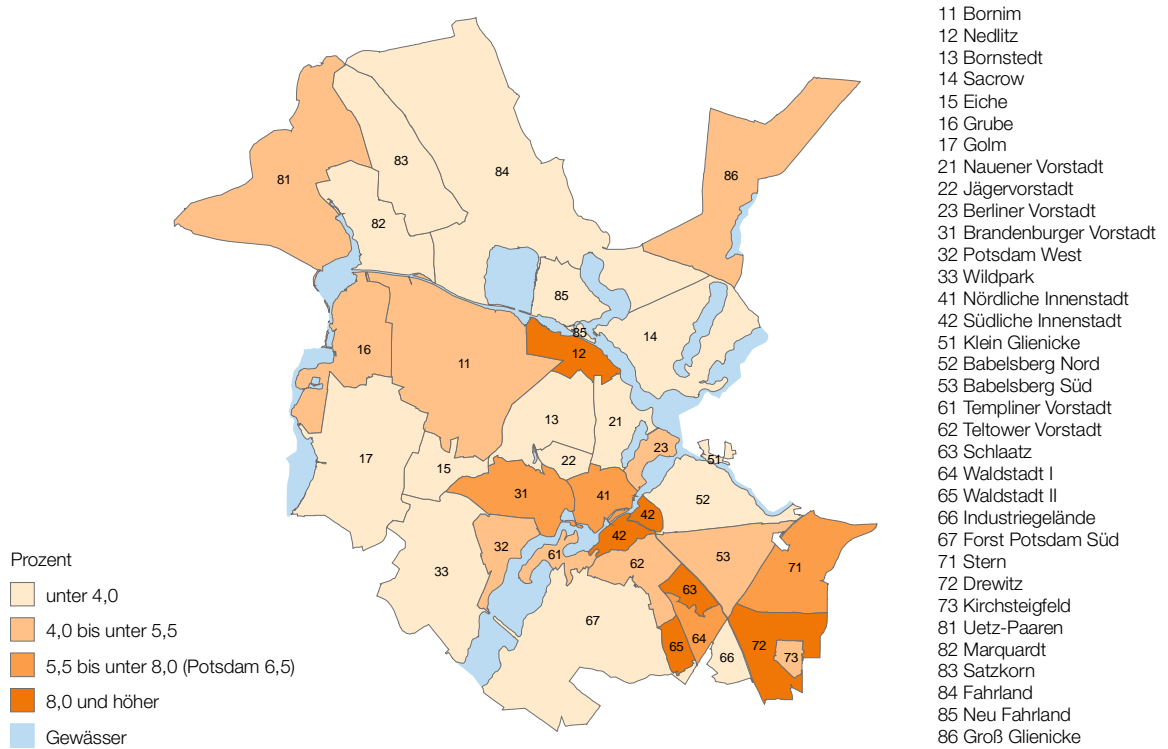 11 Bornim
12 Nedlitz
13 Bornstedt
14 Sacrow
15 Eiche
16 Grube
17 Golm
21 Nauener Vorstadt
22 Jägervorstadt
23 Berliner Vorstadt
31 Brandenburger Vorstadt
32 Potsdam West
33 Wildpark
41 Nördliche Innenstadt
42 Südliche Innenstadt
51 Klein Glienicke
52 Babelsberg Nord
53 Babelsberg Süd
61 Templiner Vorstadt
62 Teltower Vorstadt
63 Schlaatz
64 Waldstadt I
65 Waldstadt II
66 Industriegelände
67 Forst Potsdam Süd
71 Stern
72 Drewitz
73 Kirchsteigfeld
81 Uetz-Paaren
82 Marquardt
83 Satzkorn
84 Fahrland
85 Neu Fahrland
86 Groß Glienicke
83
84
81
86
82
85
85
14
12
16
11
13
21
23
22
51
17
15
31
41
52
42
42
32
61
53
62
71
33
63
67
64
65
66
72
73
Prozent
unter 4,0
4,0 bis unter 5,5
5,5 bis unter 8,0 (Potsdam 6,5)
8,0 und höher
Gewässer